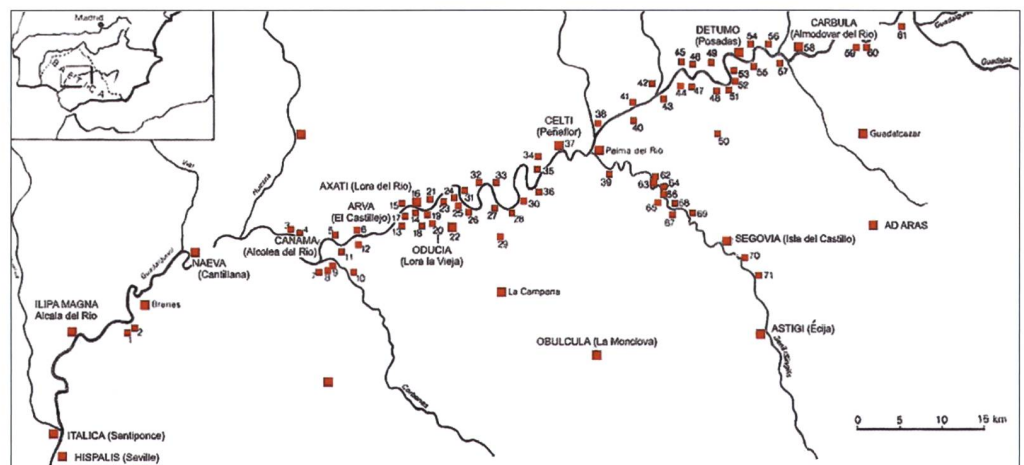 Madrid
BAETICA
DETUMO
(Posadas)
CARBULA
(Almodovar del Rio)
Guadalquivir
Huezna
CELTI
(Peñaflor)
Palma del Rio
Guadalcazar
AXATI (Lora del Rio)
ARVA
(El Castillejo)
CANAMA
(Alcolea del Rio)
ODUCIA
(Lora la Vieja)
AD ARAS
SEGOVIA (Isla del Castillo)
NAEVA
(Cantillana)
Guadalquivir
ILIPA MAGNA
Alcala del Rio
Brenes
La Campana
OBULCULA (La Monclova)
ASTIGI (Écija)
Corbones
ITALICA (Santiponce)
HISPALIS (Seville)
0 5 10 15 km
1
2
3
4
5
6
7
8
9
10
11
12
13
15
16
17
18
19
20
21
22
23
24
25
26
27
28
29
30
31
32
33
34
35
36
37
38
39
40
41
42
43
44
45
46
47
48
49
50
51
52
53
54
55
56
57
58
59
60
61
62
63
64
65
66
67
68
69
70
71